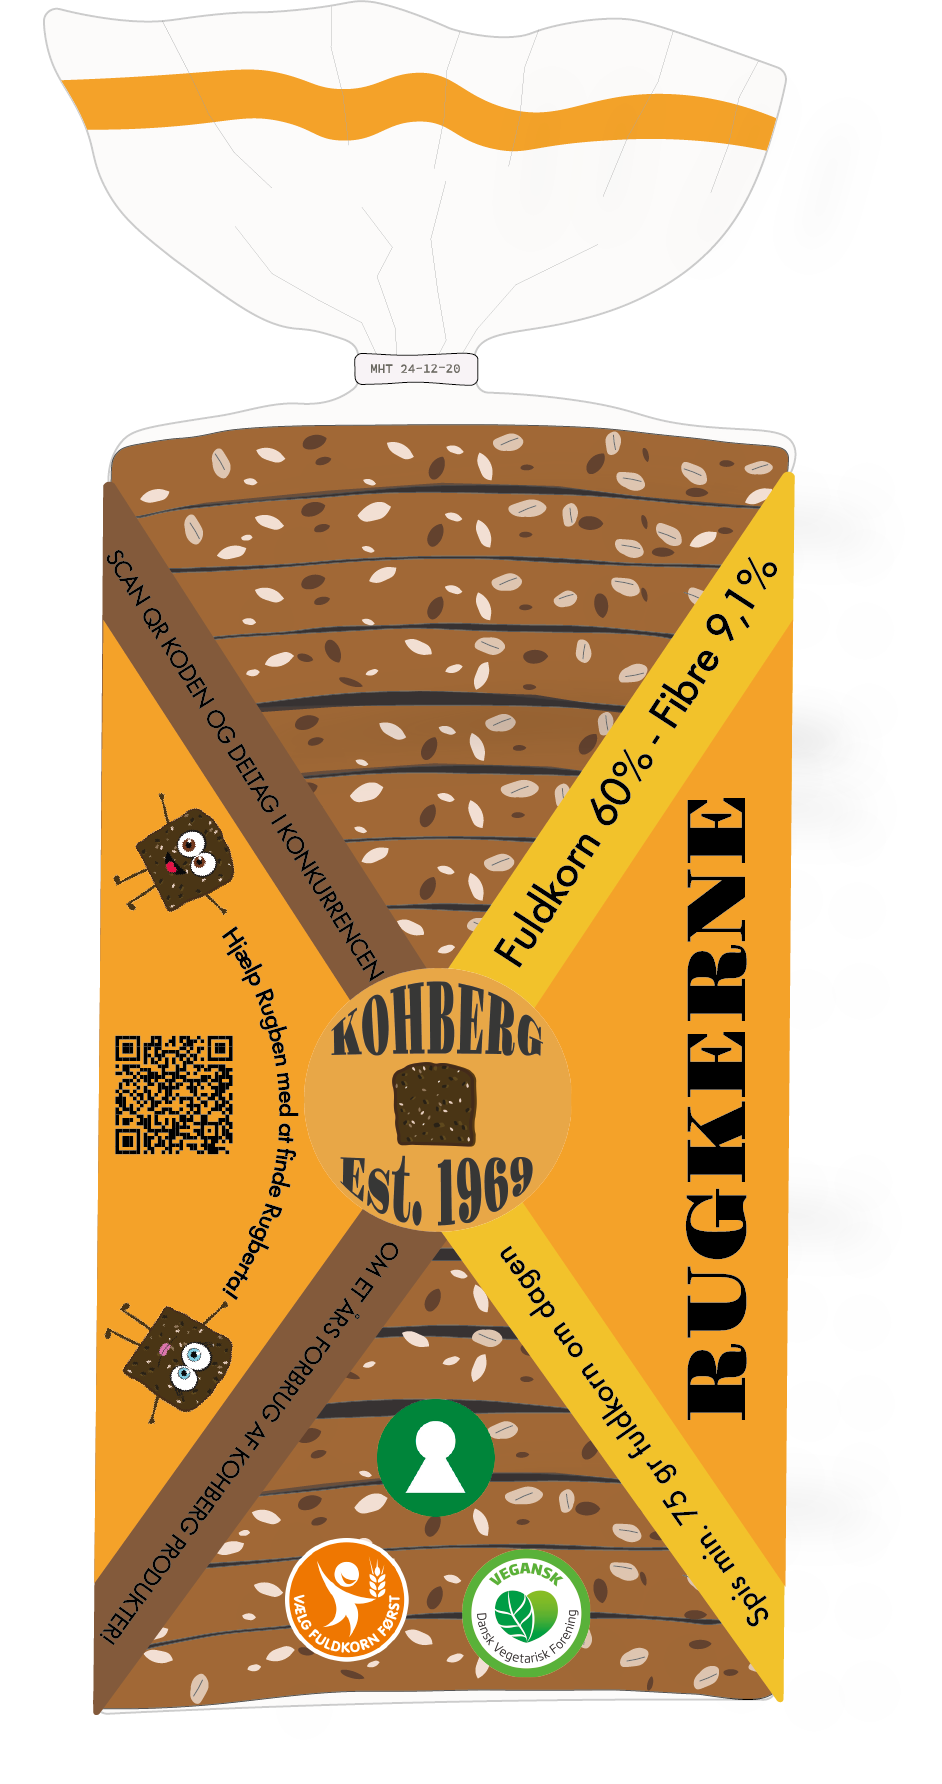 MHT 24-12-20
SCAN QR KODEN OG DELTAG I KONKURRENCEN
Fuldkorn 60% - Fibre 9,1%
Hjælp Rugben med at finde Rugberta!
KOHBERG
Est. 1969
RUGKERNE
OM ET ÅRS FORBRUG AF KOHBERG PRODUKTER!
Spis min. 75 gr fuldkorn om dagen
VÆLG FULDKORN FØRST
VEGANSK
Dansk Vegetarisk Forening